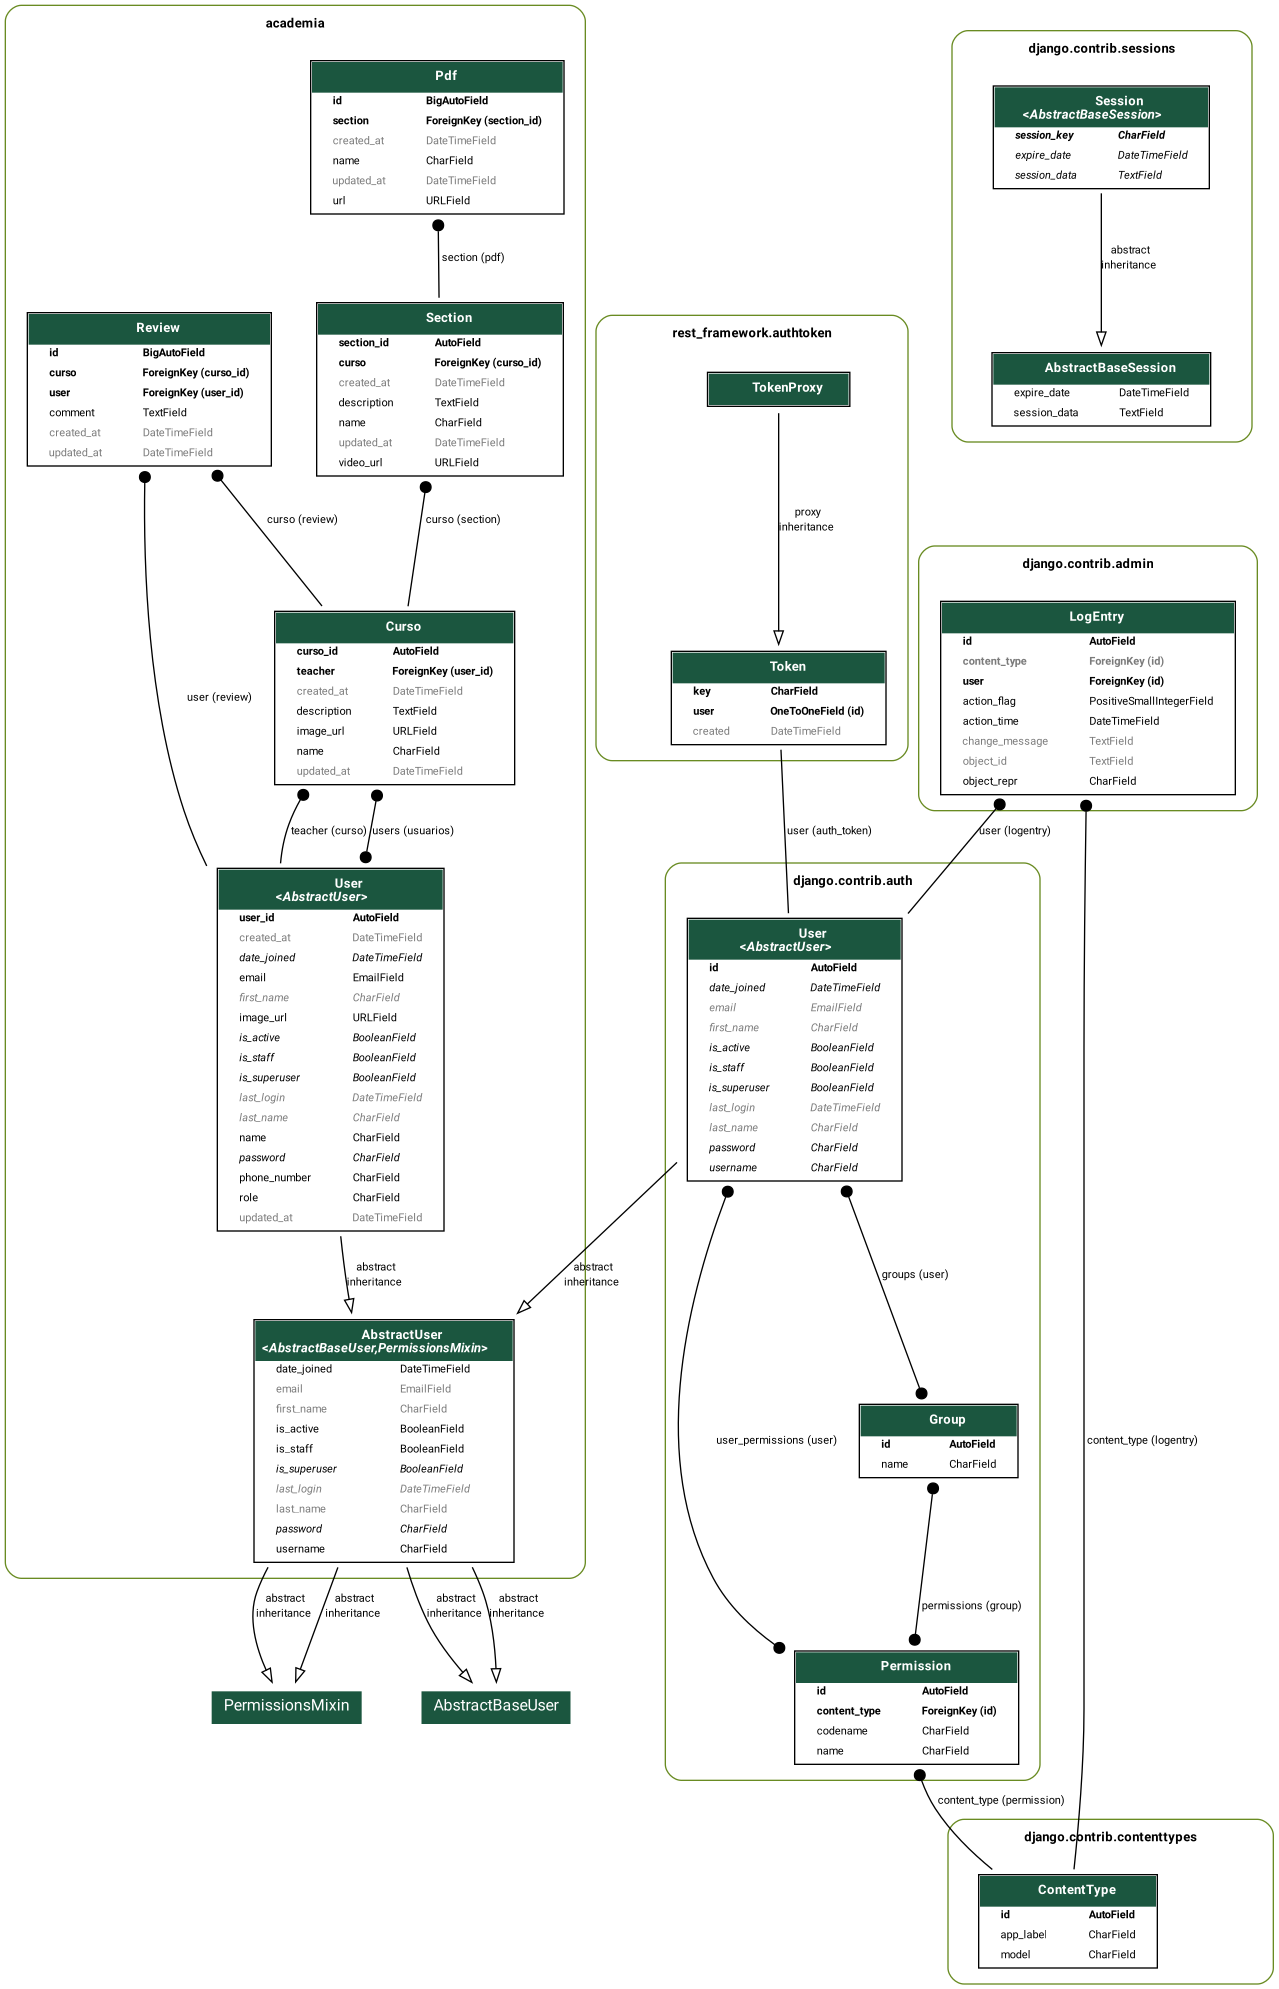 academia
Pdf
id BigAutoField
section ForeignKey (section_id)
created_at DateTimeField
name CharField
updated_at DateTimeField
url URLField
section (pdf)
Review
id BigAutoField
curso ForeignKey (curso_id)
user ForeignKey (user_id)
comment TextField
created_at DateTimeField
updated_at DateTimeField
Section
section_id AutoField
curso ForeignKey (curso_id)
created_at DateTimeField
description TextField
name CharField
updated_at DateTimeField
video_url URLField
curso (review)
curso (section)
user (review)
Curso
curso_id AutoField
teacher ForeignKey (user_id)
created_at DateTimeField
description TextField
image_url URLField
name CharField
updated_at DateTimeField
teacher (curso)
users (usuarios)
User
<AbstractUser>
user_id AutoField
created_at DateTimeField
date_joined DateTimeField
email EmailField
first_name CharField
image_url URLField
is_active BooleanField
is_staff BooleanField
is_superuser BooleanField
last_login DateTimeField
last_name CharField
name CharField
password CharField
phone_number CharField
role CharField
updated_at DateTimeField
abstract
inheritance
abstract
inheritance
AbstractUser
<AbstractBaseUser,PermissionsMixin>
date_joined DateTimeField
email EmailField
first_name CharField
is_active BooleanField
is_staff BooleanField
is_superuser BooleanField
last_login DateTimeField
last_name CharField
password CharField
username CharField
abstract
inheritance
abstract
inheritance
abstract
inheritance
abstract
inheritance
PermissionsMixin
AbstractBaseUser
rest_framework.authtoken
TokenProxy
proxy
inheritance
Token
key CharField
user OneToOneField (id)
created DateTimeField
user (auth_token)
django.contrib.sessions
Session
<AbstractBaseSession>
session_key CharField
expire_date DateTimeField
session_data TextField
abstract
inheritance
AbstractBaseSession
expire_date DateTimeField
session_data TextField
django.contrib.admin
LogEntry
id AutoField
content_type ForeignKey (id)
user ForeignKey (id)
action_flag PositiveSmallIntegerField
action_time DateTimeField
change_message TextField
object_id TextField
object_repr CharField
user (logentry)
django.contrib.auth
User
<AbstractUser>
id AutoField
date_joined DateTimeField
email EmailField
first_name CharField
is_active BooleanField
is_staff BooleanField
is_superuser BooleanField
last_login DateTimeField
last_name CharField
password CharField
username CharField
groups (user)
user_permissions (user)
content_type (logentry)
Group
id AutoField
name CharField
permissions (group)
Permission
id AutoField
content_type ForeignKey (id)
codename CharField
name CharField
content_type (permission)
django.contrib.contenttypes
ContentType
id AutoField
app_label CharField
model CharField